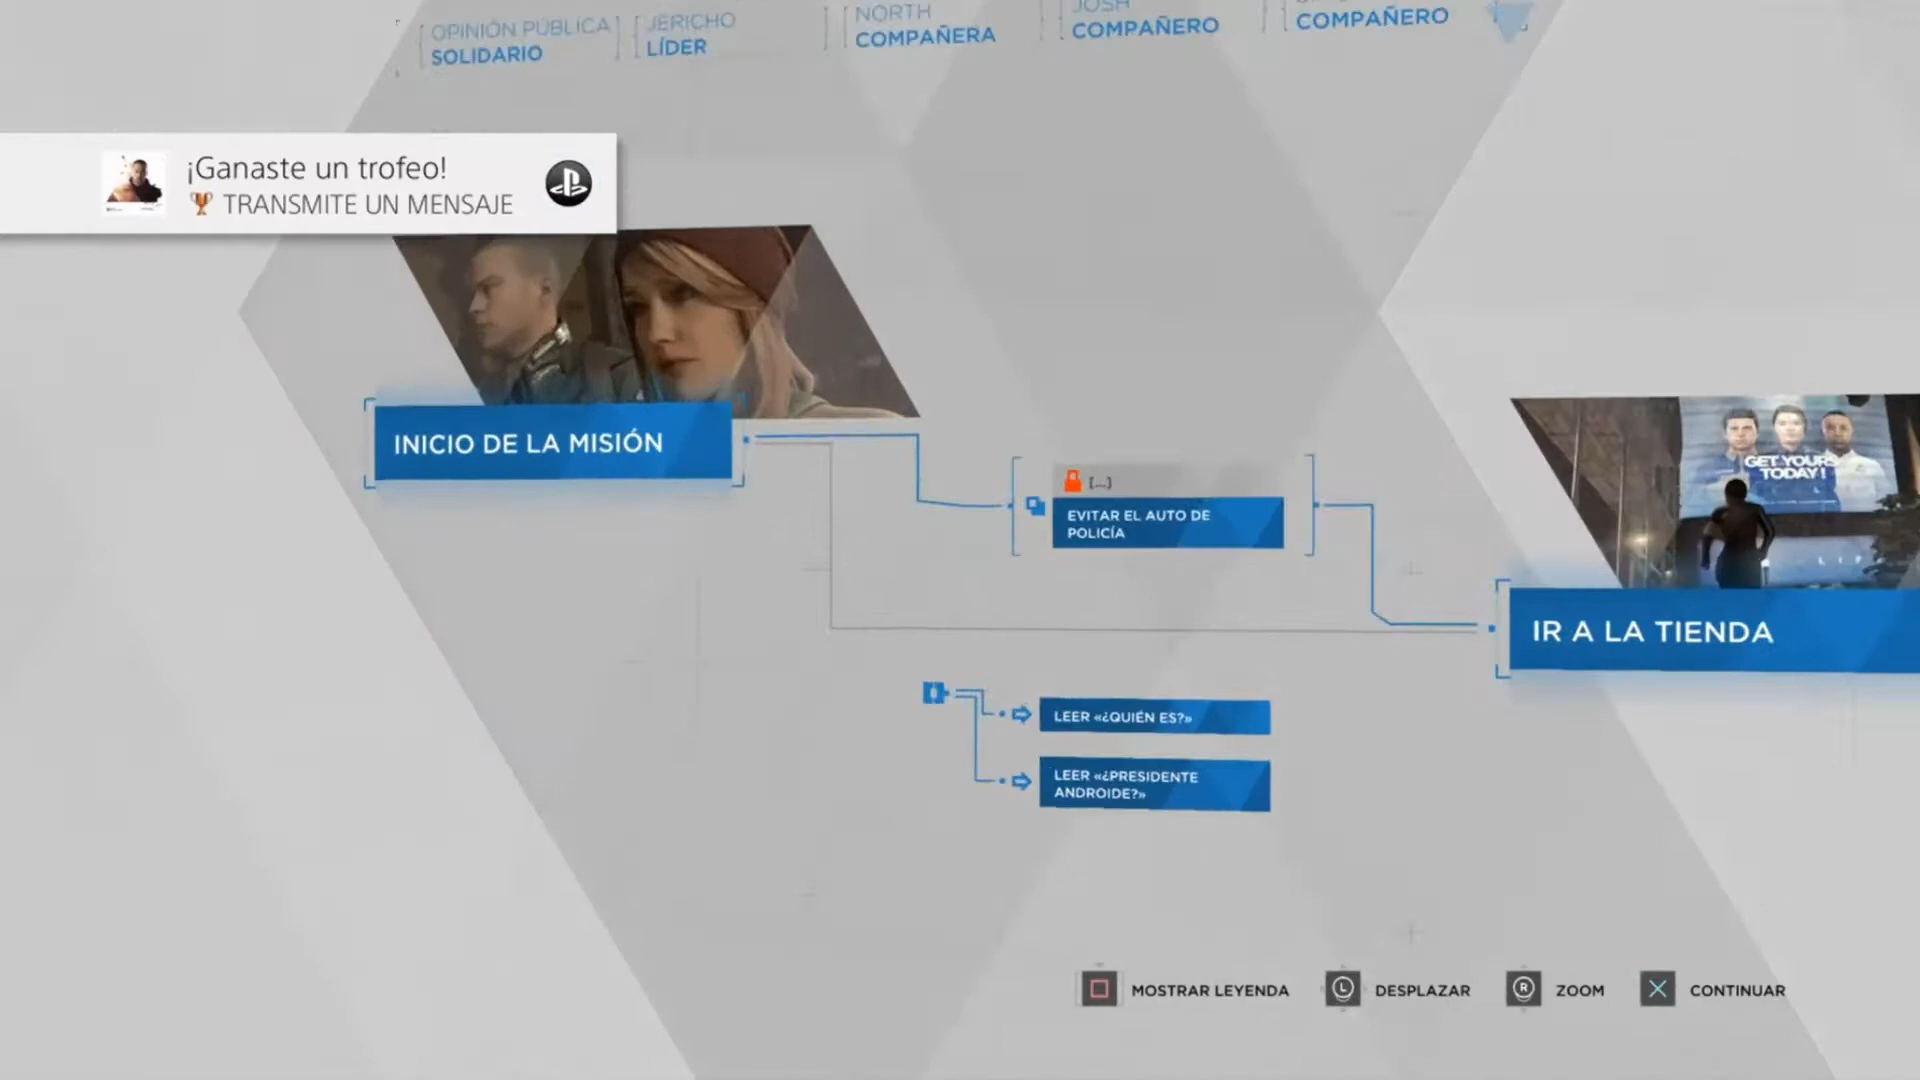 OPINIÓN PÚBLICA
SOLIDARIO
JERICHO
LÍDER
NORTH
COMPAÑERA
JOSH
COMPAÑERO
COMPAÑERO
¡Ganaste un trofeo!
TRANSMITE UN MENSAJE
INICIO DE LA MISIÓN
[...]
EVITAR EL AUTO DE
POLICÍA
GET YOURS
TODAY!
IR A LA TIENDA
LEER «¿QUIÉN ES?»
LEER «¿PRESIDENTE
ANDROIDE?»
MOSTRAR LEYENDA
L
DESPLAZAR
R
ZOOM
CONTINUAR